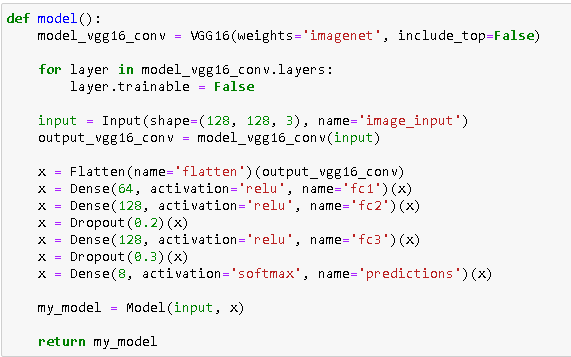 def model():
    model_vgg16_conv = VGG16(weights='imagenet', include_top=False)
    for layer in model_vgg16_conv.layers:
        layer.trainable = False
    input = Input(shape=(128, 128, 3), name='image_input')
    output_vgg16_conv = model_vgg16_conv(input)
    x = Flatten(name='flatten')(output_vgg16_conv)
    x = Dense(64, activation='relu', name='fc1')(x)
    x = Dense(128, activation='relu', name='fc2')(x)
    x = Dropout(0.2)(x)
    x = Dense(128, activation='relu', name='fc3')(x)
    x = Dropout(0.3)(x)
    x = Dense(8, activation='softmax', name='predictions')(x)
    my_model = Model(input, x)
    return my_model